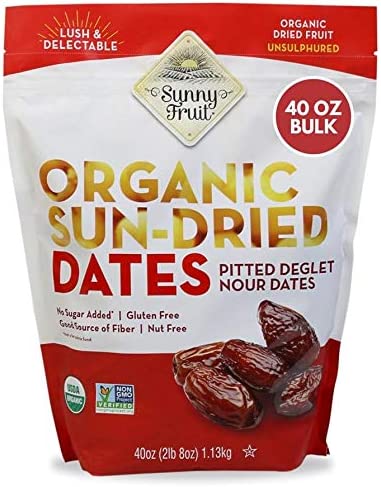 LUSH &
DELECTABLE
ORGANIC
DRIED FRUIT
UNSULPHURED
Sunny
Fruit
40 OZ
BULK
ORGANIC
SUN-DRIED
DATES
PITTED DEGLET
NOUR DATES
No Sugar Added* | Gluten Free
Good Source of Fiber | Nut Free
USDA
ORGANIC
NON
GMO
Project
VERIFIED
nongmoproject.org
40oz (2lb 8oz) 1.13kg